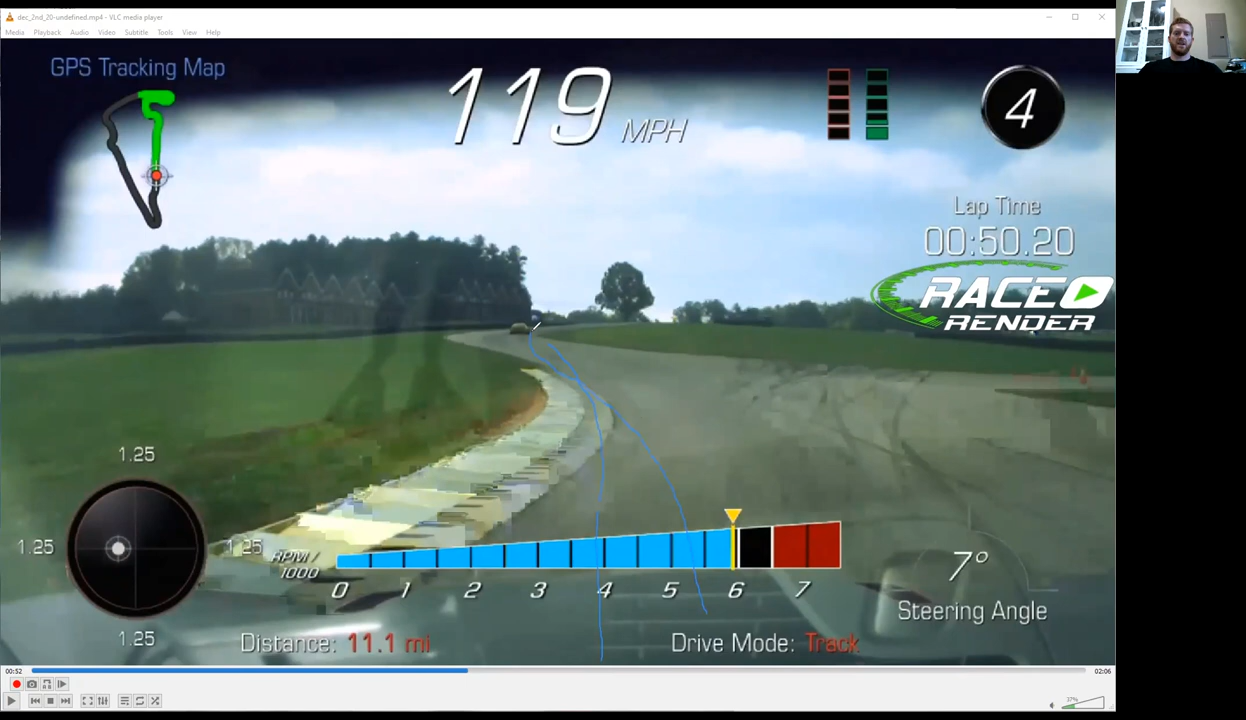 dec_2nd_20-undefined.mp4 - VLC media player
Media Playback Audio Video Subtitle Tools View Help
GPS Tracking Map
119 MPH
4
Lap Time
00:50.20
RACE
RENDER
1.25
1.25
1.25
1.25
RPM/
1000
0 1 2 3 4 5 6 7
7°
Steering Angle
Distance: 11.1 mi
Drive Mode: Track
00:52
02:06
37%